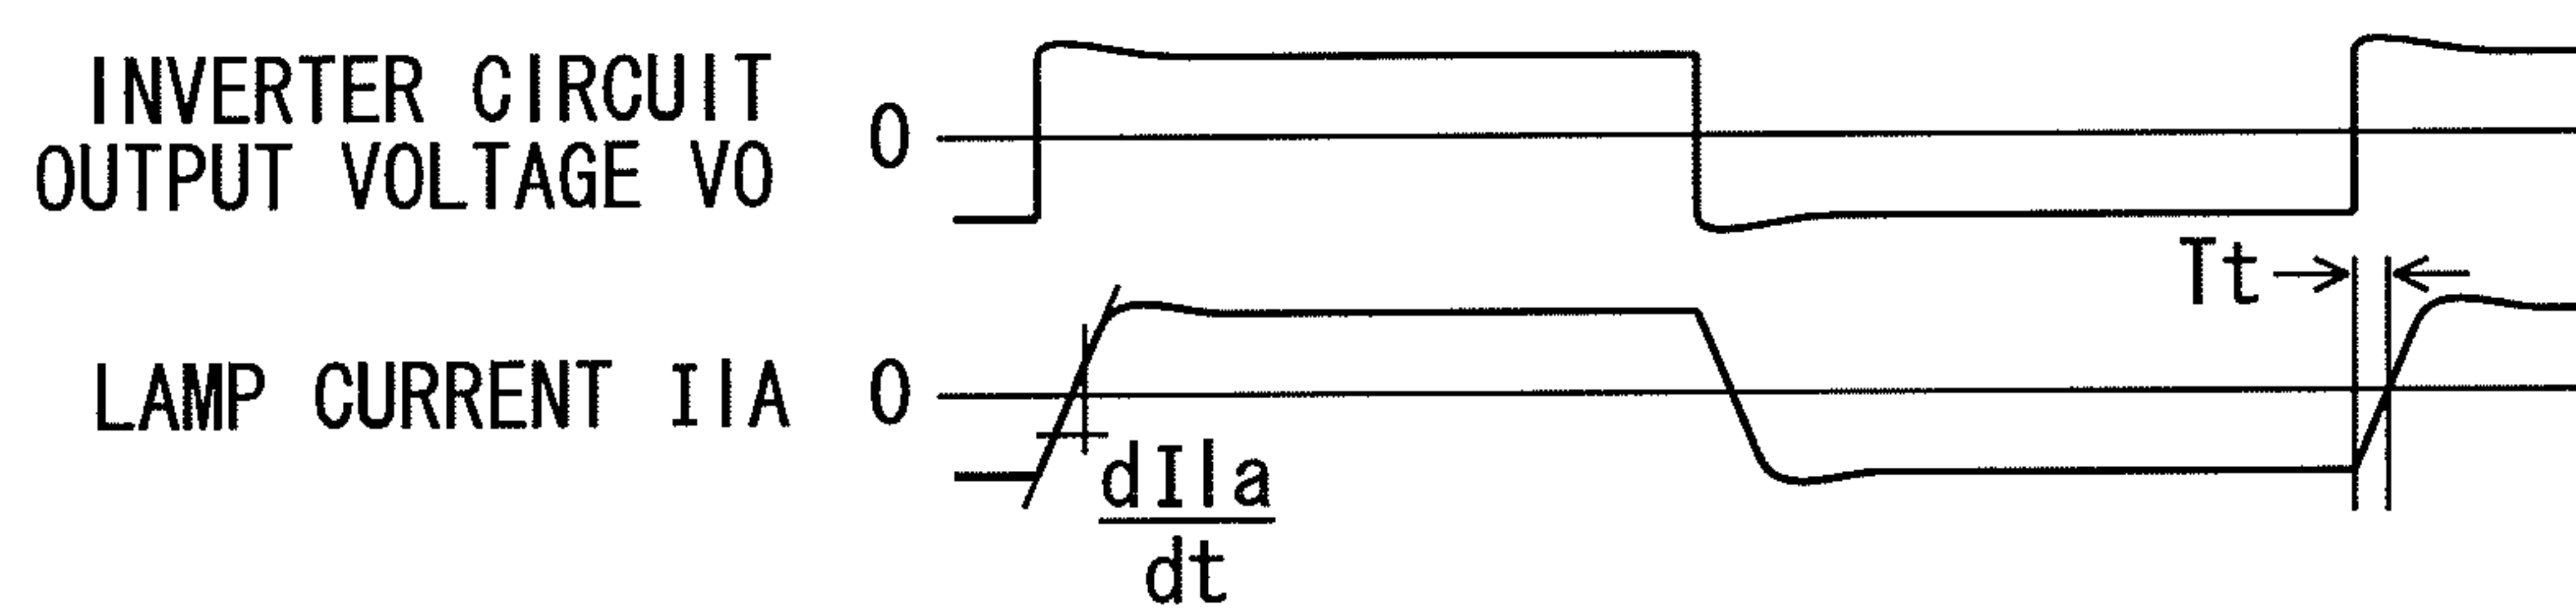 INVERTER CIRCUIT
OUTPUT VOLTAGE VO
0
Tt
LAMP CURRENT IlA
0
dIla
dt